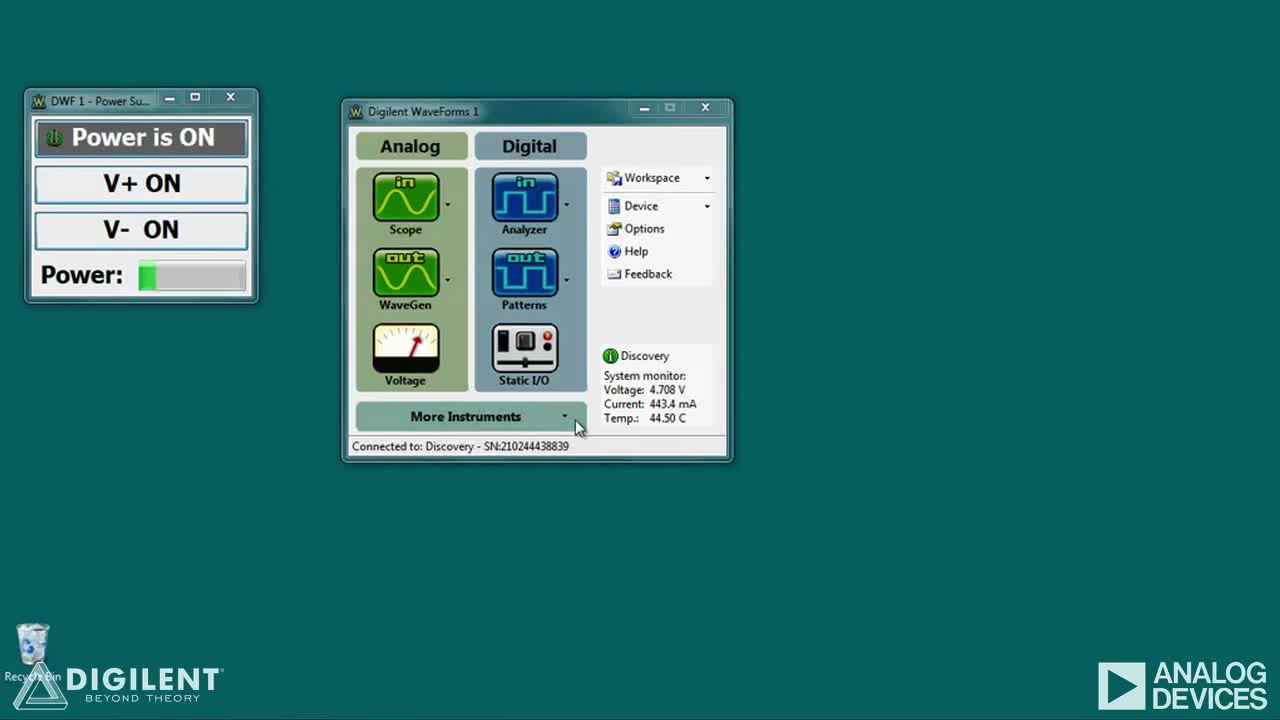 DWF 1 - Power Su...
Power is ON
V+ ON
V- ON
Power:
Digilent WaveForms 1
Analog
Digital
in
in
Scope
Analyzer
out
out
WaveGen
Patterns
Voltage
Static I/O
More Instruments
Workspace
Device
Options
Help
Feedback
Discovery
System monitor:
Voltage: 4.708 V
Current: 443.4 mA
Temp.: 44.50 C
Connected to: Discovery - SN:210244438839
Recycle Bin
DIGILENT
BEYOND THEORY
ANALOG
DEVICES